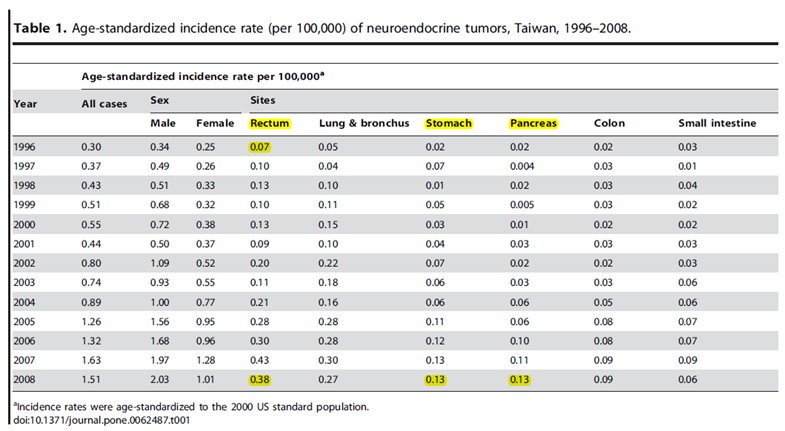 Table 1. Age-standardized incidence rate (per 100,000) of neuroendocrine tumors, Taiwan, 1996–2008.
Age-standardized incidence rate per 100,000a
Year All cases Sex Sites
Male Female Rectum Lung & bronchus Stomach Pancreas Colon Small intestine
1996 0.30 0.34 0.25 0.07 0.05 0.02 0.02 0.02 0.03
1997 0.37 0.49 0.26 0.10 0.04 0.07 0.004 0.03 0.01
1998 0.43 0.51 0.33 0.13 0.10 0.01 0.02 0.03 0.04
1999 0.51 0.68 0.32 0.10 0.11 0.05 0.005 0.03 0.02
2000 0.55 0.72 0.38 0.13 0.15 0.03 0.01 0.02 0.02
2001 0.44 0.50 0.37 0.09 0.10 0.04 0.03 0.03 0.03
2002 0.80 1.09 0.52 0.20 0.22 0.07 0.02 0.02 0.03
2003 0.74 0.93 0.55 0.11 0.18 0.06 0.03 0.03 0.06
2004 0.89 1.00 0.77 0.21 0.16 0.06 0.06 0.05 0.06
2005 1.26 1.56 0.95 0.28 0.28 0.11 0.06 0.08 0.07
2006 1.32 1.68 0.96 0.30 0.28 0.12 0.10 0.08 0.07
2007 1.63 1.97 1.28 0.43 0.30 0.13 0.11 0.09 0.09
2008 1.51 2.03 1.01 0.38 0.27 0.13 0.13 0.09 0.06
aIncidence rates were age-standardized to the 2000 US standard population.
doi:10.1371/journal.pone.0062487.t001